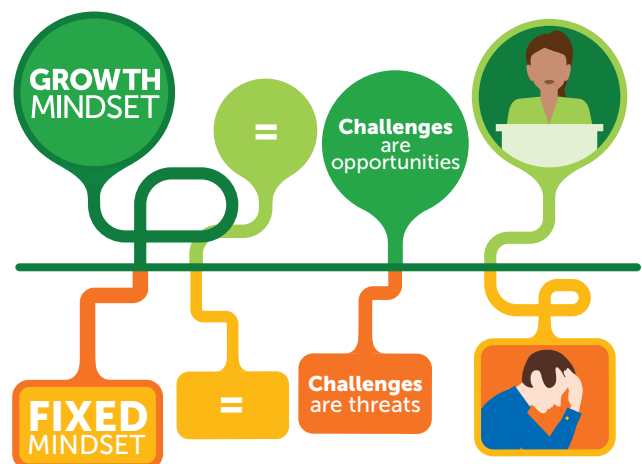 GROWTH
MINDSET
=
Challenges
are
opportunities
FIXED
MINDSET
=
Challenges
are threats